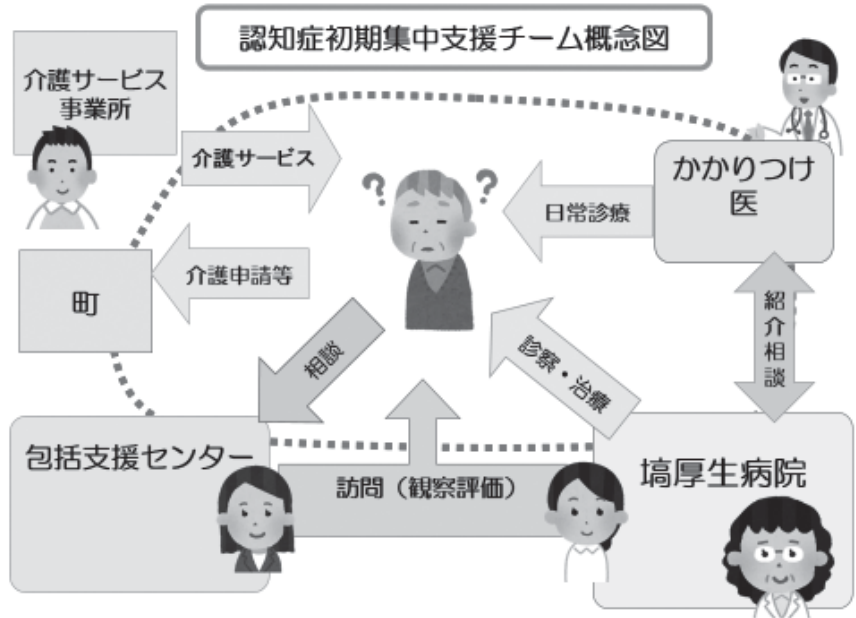 認知症初期集中支援チーム概念図
介護サービス
事業所
介護サービス
かかりつけ
医
日常診療
町
介護申請等
?
?
紹介相談
相談
診察・治療
包括支援センター
訪問（観察評価）
塙厚生病院